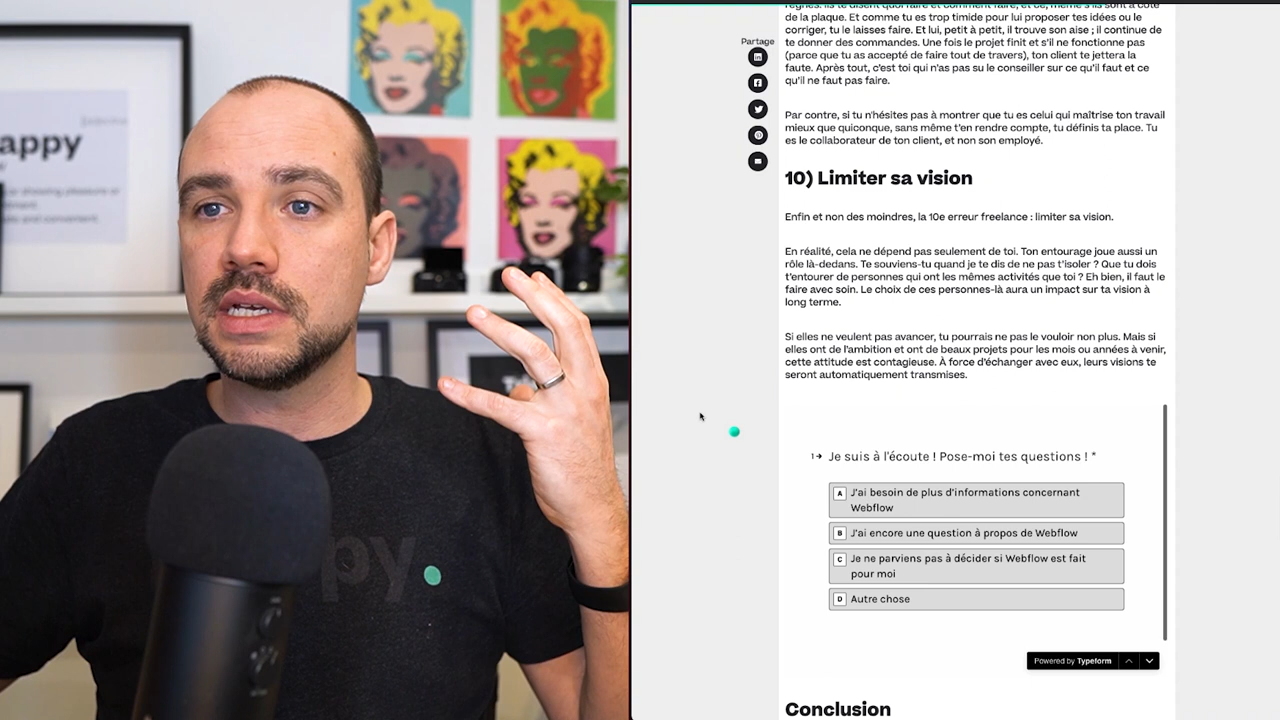 appy
Partage
de la plaque. Et comme tu es trop timide pour lui proposer tes idées ou le
corriger, tu le laisses faire. Et lui, petit à petit, il trouve son aise ; il continue de
te donner des commandes. Une fois le projet finit et s'il ne fonctionne pas
(parce que tu as accepté de faire tout de travers), ton client te jettera la
faute. Après tout, c'est toi qui n'as pas su le conseiller sur ce qu'il faut et ce
qu'il ne faut pas faire.
Par contre, si tu n'hésites pas à montrer que tu es celui qui maîtrise ton travail
mieux que quiconque, sans même t'en rendre compte, tu définis ta place. Tu
es le collaborateur de ton client, et non son employé.
10) Limiter sa vision
Enfin et non des moindres, la 10e erreur freelance : limiter sa vision.
En réalité, cela ne dépend pas seulement de toi. Ton entourage joue aussi un
rôle là-dedans. Te souviens-tu quand je te dis de ne pas t'isoler ? Que tu dois
t'entourer de personnes qui ont les mêmes activités que toi ? Eh bien, il faut le
faire avec soin. Le choix de ces personnes-là aura un impact sur ta vision à
long terme.
Si elles ne veulent pas avancer, tu pourrais ne pas le vouloir non plus. Mais si
elles ont de l'ambition et ont de beaux projets pour les mois ou années à venir,
cette attitude est contagieuse. À force d'échanger avec eux, leurs visions te
seront automatiquement transmises.
1 → Je suis à l'écoute ! Pose-moi tes questions ! *
A J'ai besoin de plus d'informations concernant
Webflow
B J'ai encore une question à propos de Webflow
C Je ne parviens pas à décider si Webflow est fait
pour moi
D Autre chose
Powered by Typeform
Conclusion